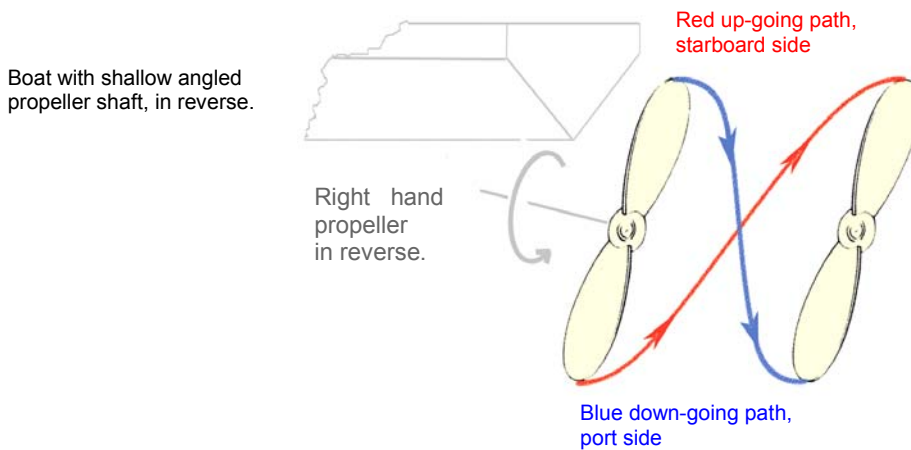 Red up-going path,
starboard side
Boat with shallow angled
propeller shaft, in reverse.
Right hand
propeller
in reverse.
Blue down-going path,
port side